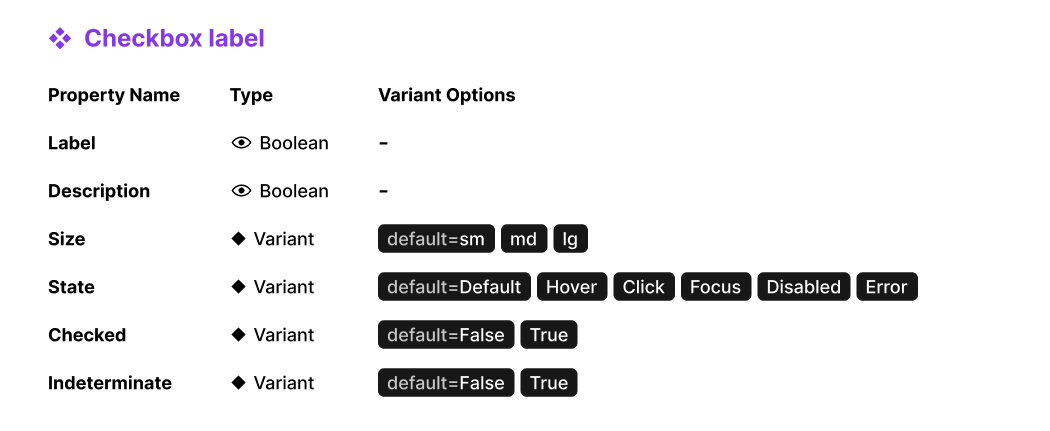 Checkbox label
Property Name Type Variant Options
Label Boolean -
Description Boolean -
Size Variant default=sm md lg
State Variant default=Default Hover Click Focus Disabled Error
Checked Variant default=False True
Indeterminate Variant default=False True